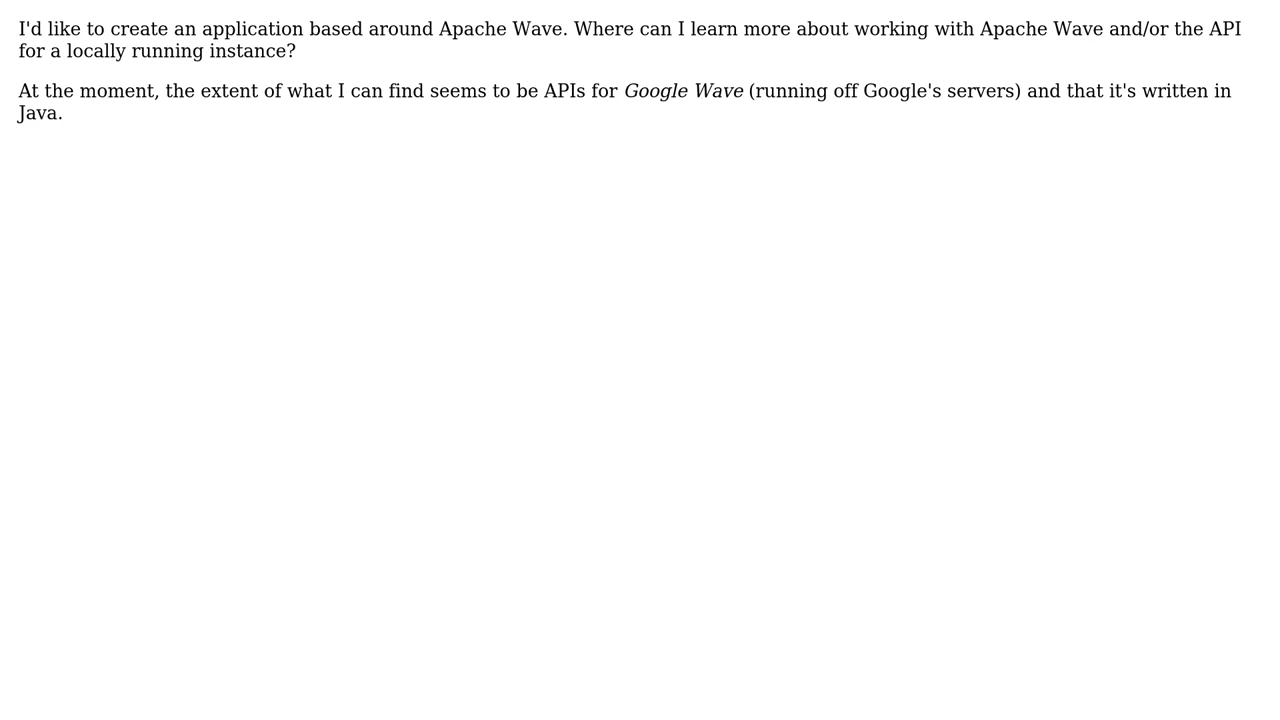 I'd like to create an application based around Apache Wave. Where can I learn more about working with Apache Wave and/or the API
for a locally running instance?
At the moment, the extent of what I can find seems to be APIs for Google Wave (running off Google's servers) and that it's written in
Java.